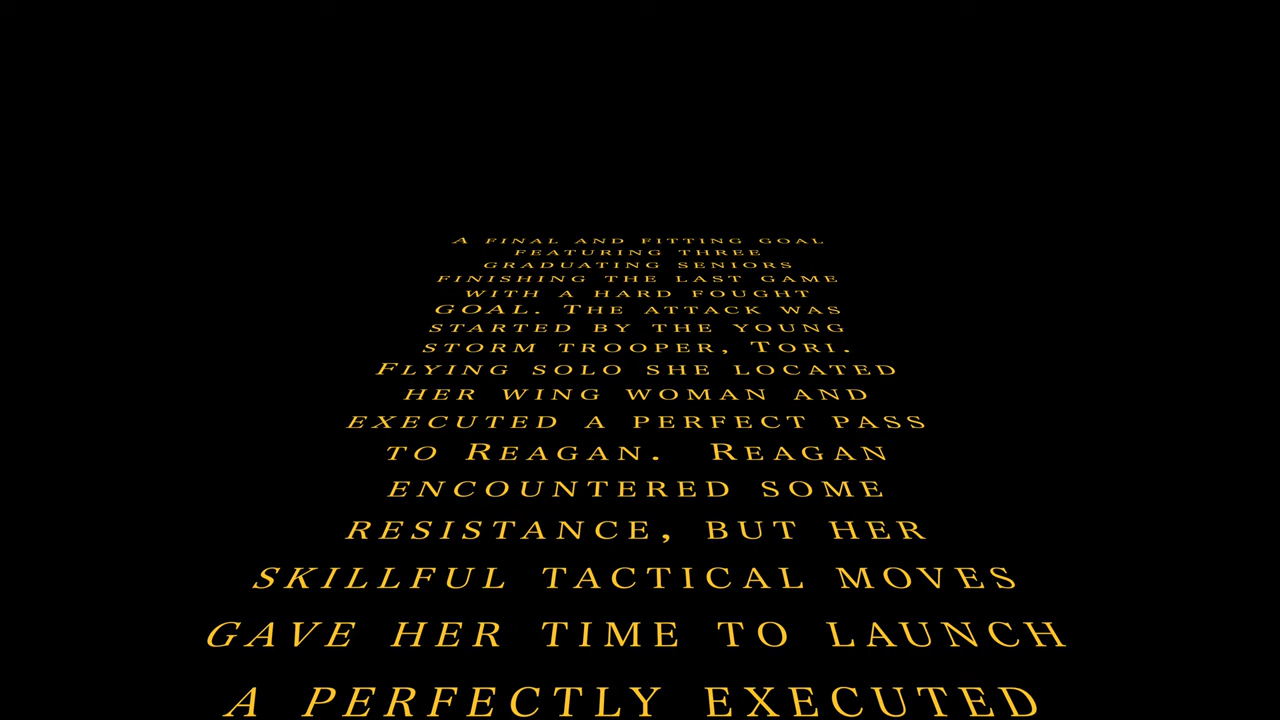 A FINAL AND FITTING GOAL
FEATURING THREE
GRADUATING SENIORS
FINISHING THE LAST GAME
WITH A HARD FOUGHT
GOAL. THE ATTACK WAS
STARTED BY THE YOUNG
STORM TROOPER, TORI.
FLYING SOLO SHE LOCATED
HER WING WOMAN AND
EXECUTED A PERFECT PASS
TO REAGAN.  REAGAN
ENCOUNTERED SOME
RESISTANCE, BUT HER
SKILLFUL TACTICAL MOVES
GAVE HER TIME TO LAUNCH
A PERFECTLY EXECUTED